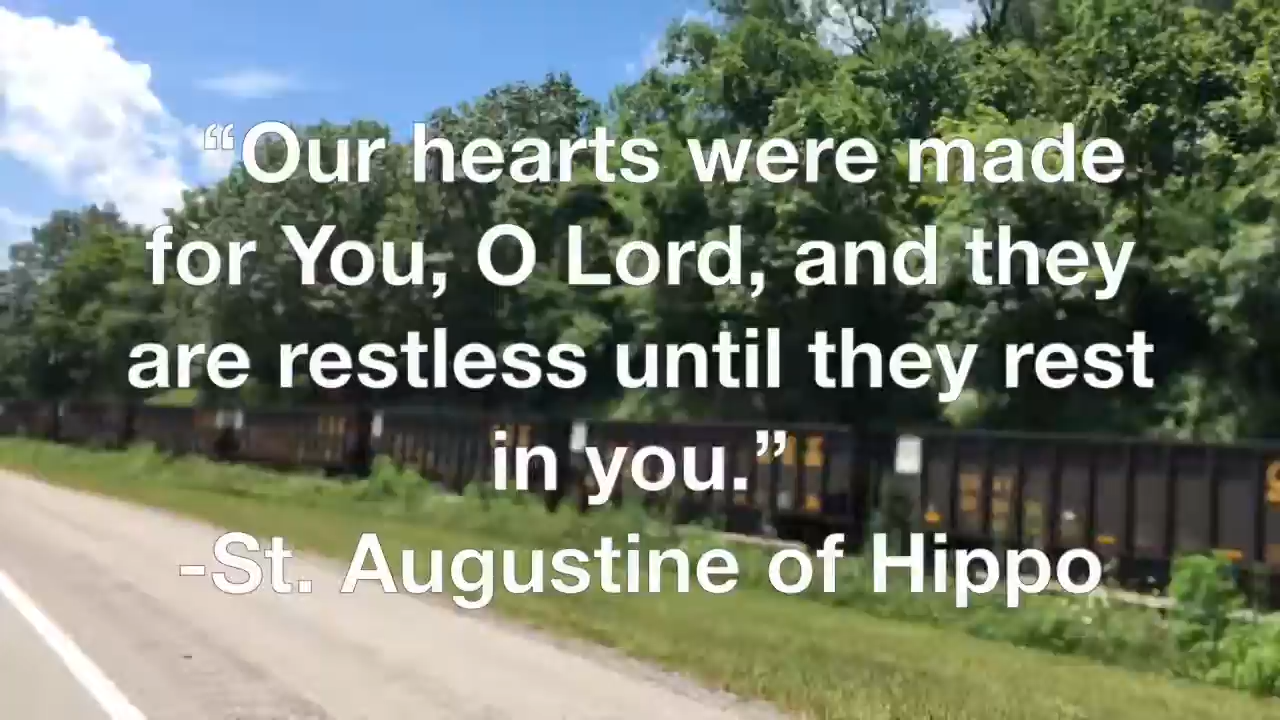 “Our hearts were made
for You, O Lord, and they
are restless until they rest
in you.”
-St. Augustine of Hippo